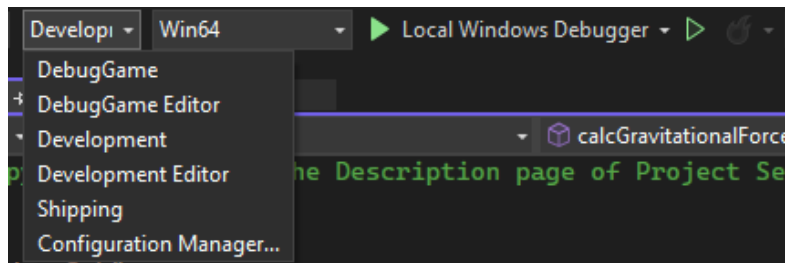 Develop Win64 Local Windows Debugger
DebugGame
DebugGame Editor
Development
calcGravitationalForce
Development Editor
he Description page of Project Se
Shipping
Configuration Manager...